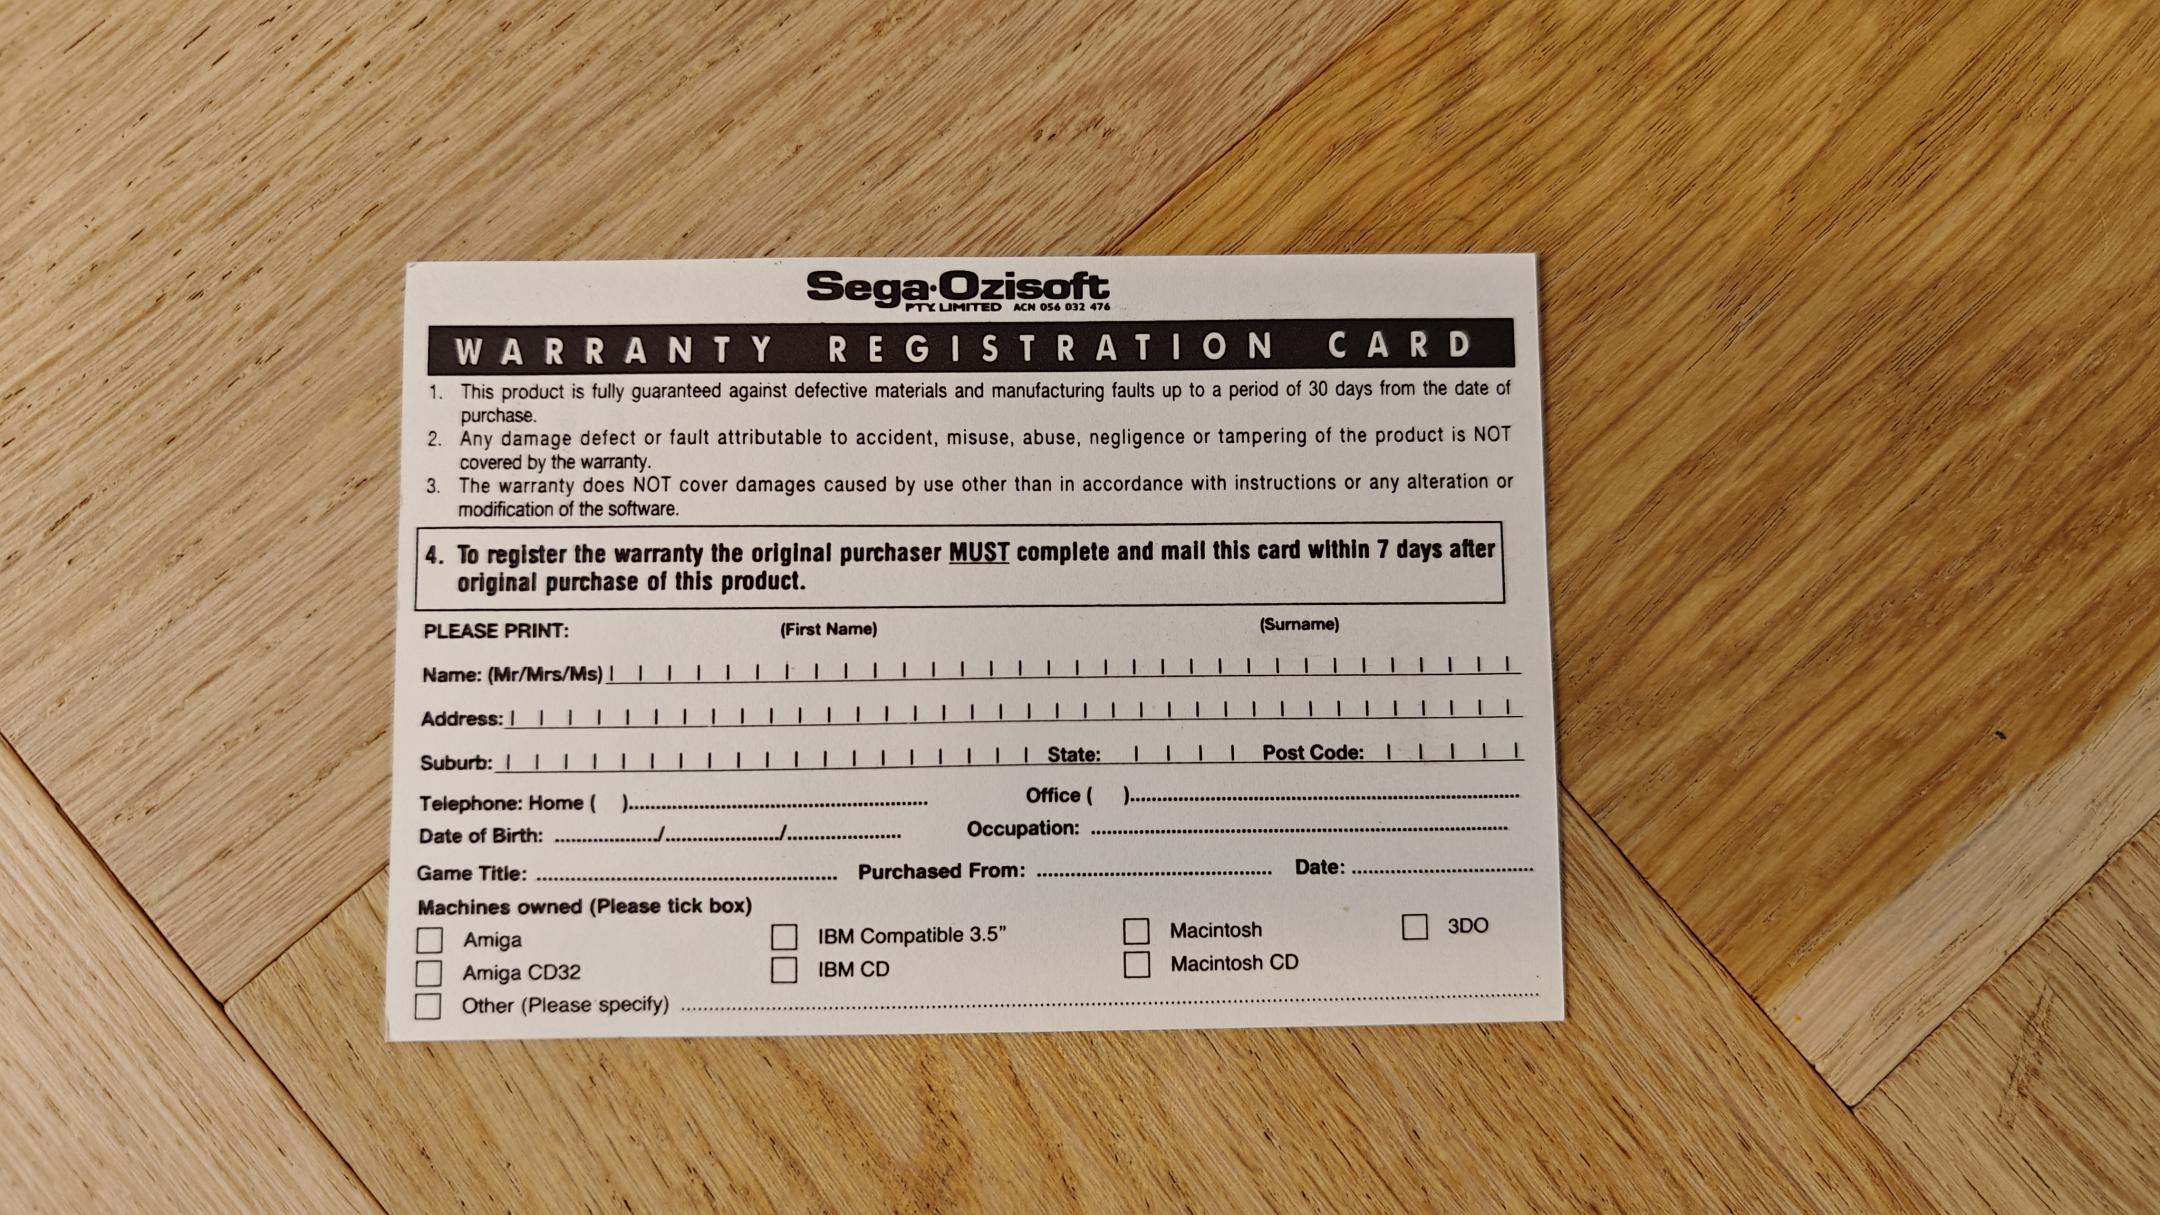 Sega·Ozisoft
PTY. LIMITED ACN 056 032 476
WARRANTY REGISTRATION CARD
1. This product is fully guaranteed against defective materials and manufacturing faults up to a period of 30 days from the date of
purchase.
2. Any damage defect or fault attributable to accident, misuse, abuse, negligence or tampering of the product is NOT
covered by the warranty.
3. The warranty does NOT cover damages caused by use other than in accordance with instructions or any alteration or
modification of the software.
4. To register the warranty the original purchaser MUST complete and mail this card within 7 days after
original purchase of this product.
PLEASE PRINT: (First Name) (Surname)
Name: (Mr/Mrs/Ms)
Address:
Suburb: State: Post Code:
Telephone: Home ( ) Office ( )
Date of Birth: / / Occupation:
Game Title: Purchased From: Date:
Machines owned (Please tick box)
Amiga IBM Compatible 3.5" Macintosh 3DO
Amiga CD32 IBM CD Macintosh CD
Other (Please specify)